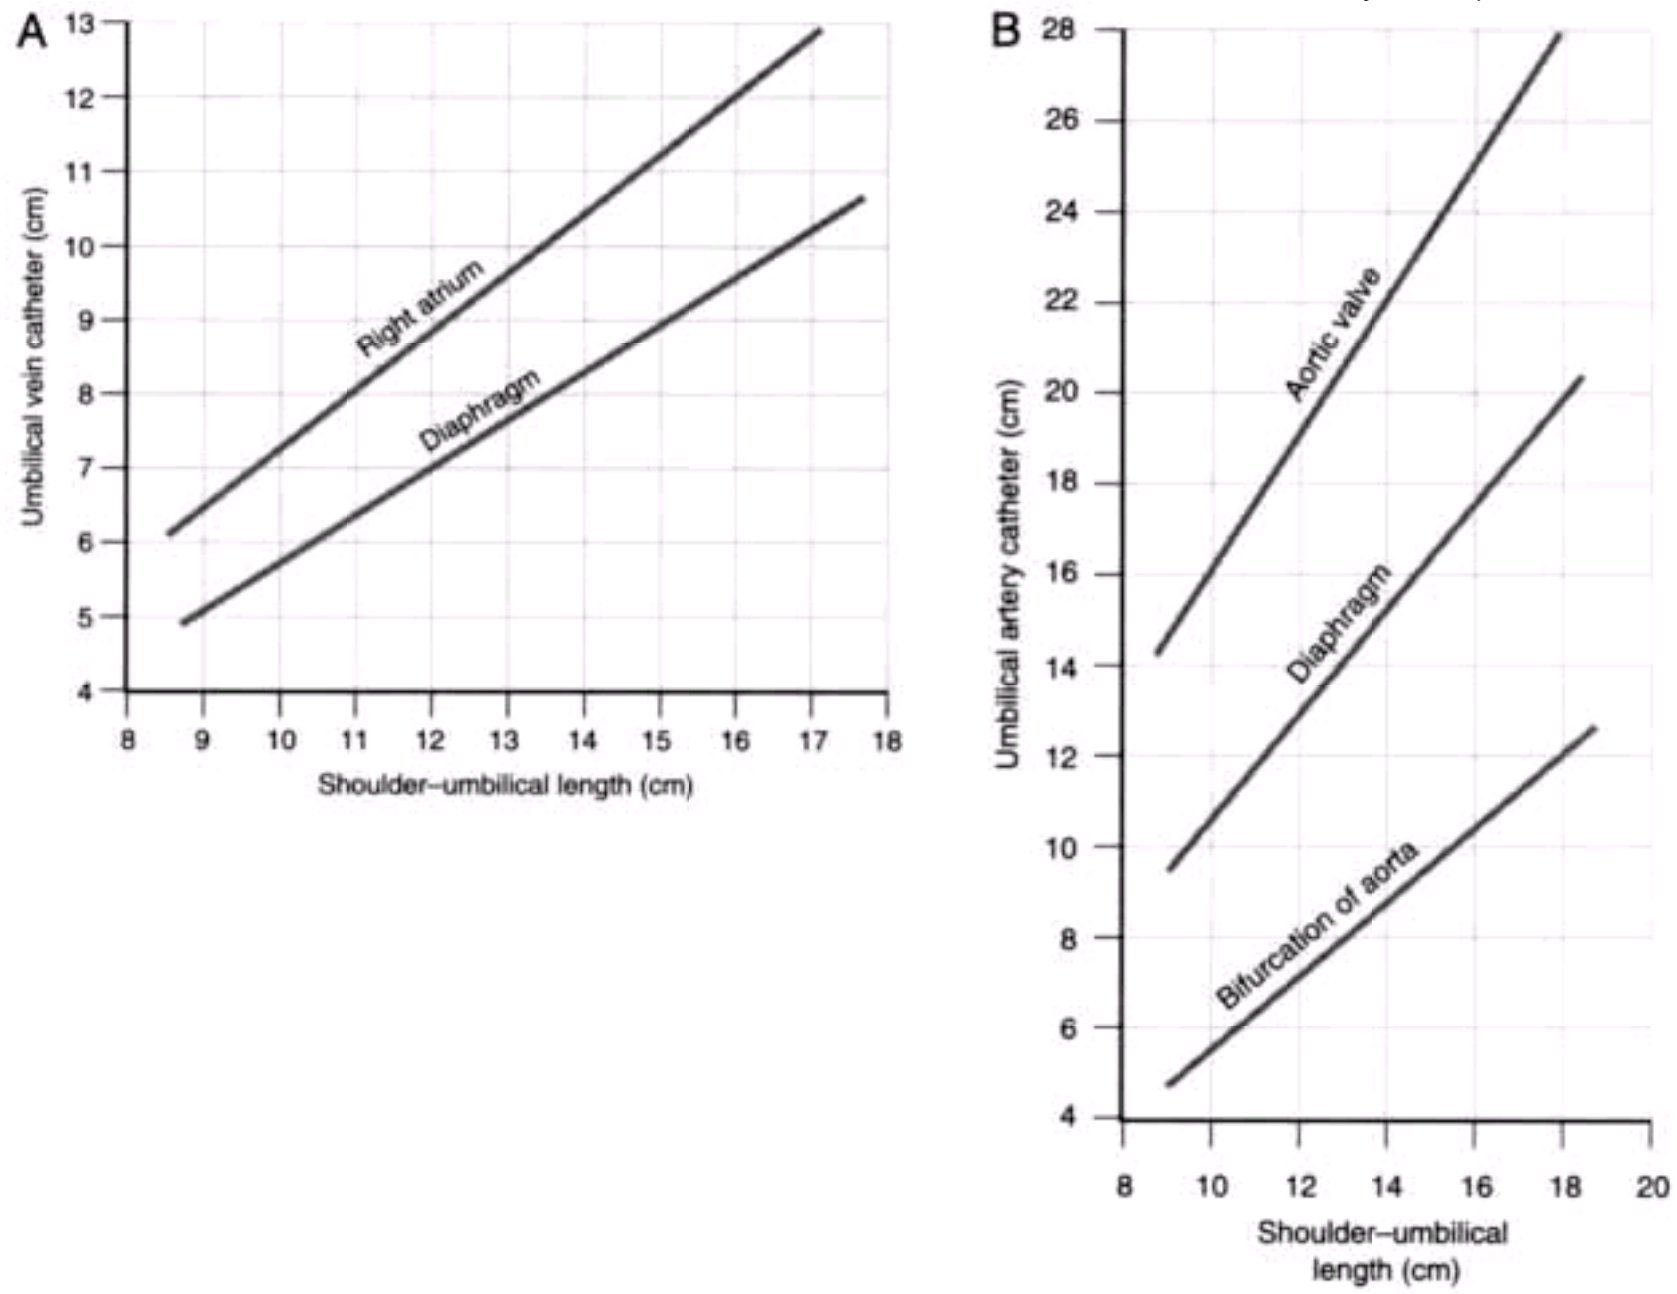 A
13
12
11
10
9
8
7
6
5
4
Umbilical vein catheter (cm)
Right atrium
Diaphragm
8 9 10 11 12 13 14 15 16 17 18
Shoulder–umbilical length (cm)
B
28
26
24
22
20
18
16
14
12
10
8
6
4
Umbilical artery catheter (cm)
Aortic valve
Diaphragm
Bifurcation of aorta
8 10 12 14 16 18 20
Shoulder–umbilical
length (cm)